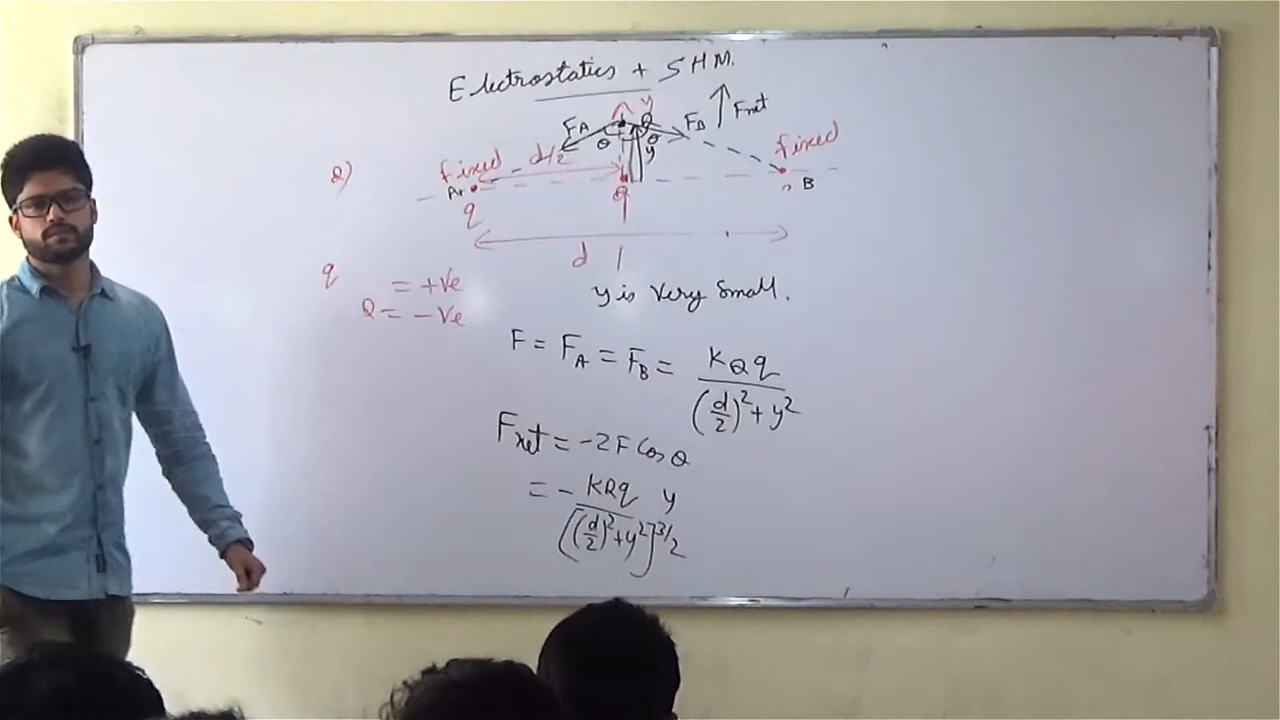 Electrostatics + SHM.
y
Fnet
FA Q FB
θ θ
y
fixed
fixed d/2
2)
A B
q Q
d
q = +ve
Q = -ve
y is very small.
F = FA = FB = KQq / ((d/2)² + y²)
Fnet = -2F Cos θ
= - KQq y / [(d/2)² + y²]^3/2